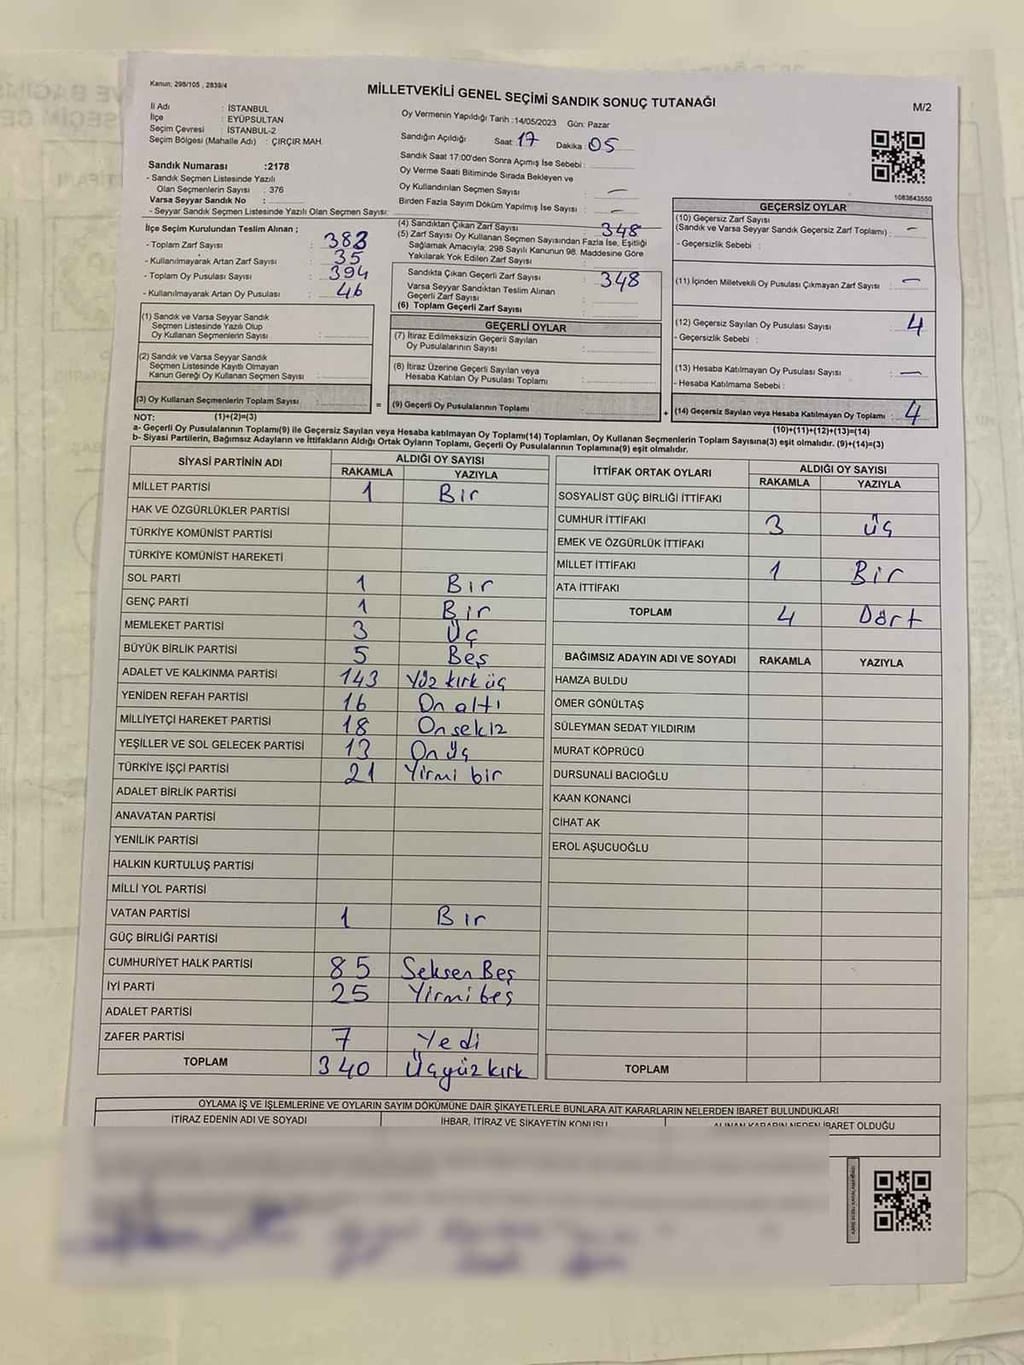 Kanun: 298/105 , 2839/4
MİLLETVEKİLİ GENEL SEÇİMİ SANDIK SONUÇ TUTANAĞI
M/2
İl Adı : İSTANBUL
İlçe : EYÜPSULTAN
Seçim Çevresi : İSTANBUL-2
Seçim Bölgesi (Mahalle Adı) : ÇIRÇIR MAH.
Sandık Numarası :2178
- Sandık Seçmen Listesinde Yazılı
Olan Seçmenlerin Sayısı : 376
Varsa Seyyar Sandık No :
- Seyyar Sandık Seçmen Listesinde Yazılı Olan Seçmen Sayısı:
Oy Vermenin Yapıldığı Tarih :14/05/2023 Gün: Pazar
Sandığın Açıldığı Saat: 17 Dakika: 05
Sandık Saat 17:00'den Sonra Açımış İse Sebebi :
Oy Verme Saati Bitiminde Sırada Bekleyen ve
Oy Kullandırılan Seçmen Sayısı : —
Birden Fazla Sayım Döküm Yapılmış İse Sayısı : —
1083643550
İlçe Seçim Kurulundan Teslim Alınan ;
- Toplam Zarf Sayısı : 383
- Kullanılmayarak Artan Zarf Sayısı : 35
- Toplam Oy Pusulası Sayısı : 394
- Kullanılmayarak Artan Oy Pusulası : 46
(1) Sandık ve Varsa Seyyar Sandık
Seçmen Listesinde Yazılı Olup
Oy Kullanan Seçmenlerin Sayısı :
(2) Sandık ve Varsa Seyyar Sandık
Seçmen Listesinde Kayıtlı Olmayan
Kanun Gereği Oy Kullanan Seçmen Sayısı :
(3) Oy Kullanan Seçmenlerin Toplam Sayısı :
(1)+(2)=(3)
(4) Sandıktan Çıkan Zarf Sayısı : 348
(5) Zarf Sayısı Oy Kullanan Seçmen Sayısından Fazla İse, Eşitliği
Sağlamak Amacıyla, 298 Sayılı Kanunun 98. Maddesine Göre
Yakılarak Yok Edilen Zarf Sayısı :
Sandıkta Çıkan Geçerli Zarf Sayısı : 348
Varsa Seyyar Sandıktan Teslim Alınan
Geçerli Zarf Sayısı :
(6) Toplam Geçerli Zarf Sayısı :
GEÇERLİ OYLAR
(7) İtiraz Edilmeksizin Geçerli Sayılan
Oy Pusulalarının Sayısı :
(8) İtiraz Üzerine Geçerli Sayılan veya
Hesaba Katılan Oy Pusulası Toplamı :
= (9) Geçerli Oy Pusulalarının Toplamı :
GEÇERSİZ OYLAR
(10) Geçersiz Zarf Sayısı
(Sandık ve Varsa Seyyar Sandık Geçersiz Zarf Toplamı) : —
- Geçersizlik Sebebi :
(11) İçinden Milletvekili Oy Pusulası Çıkmayan Zarf Sayısı : —
(12) Geçersiz Sayılan Oy Pusulası Sayısı : 4
- Geçersizlik Sebebi :
(13) Hesaba Katılmayan Oy Pusulası Sayısı : —
- Hesaba Katılmama Sebebi :
+ (14) Geçersiz Sayılan veya Hesaba Katılmayan Oy Toplamı : 4
(10)+(11)+(12)+(13)=(14)
NOT:
a- Geçerli Oy Pusulalarının Toplamı(9) ile Geçersiz Sayılan veya Hesaba katılmayan Oy Toplamı(14) Toplamları, Oy Kullanan Seçmenlerin Toplam Sayısına(3) eşit olmalıdır. (9)+(14)=(3)
b- Siyasi Partilerin, Bağımsız Adayların ve İttifakların Aldığı Ortak Oyların Toplamı, Geçerli Oy Pusulalarının Toplamına(9) eşit olmalıdır.
SİYASİ PARTİNİN ADI
ALDIĞI OY SAYISI
RAKAMLA YAZIYLA
MİLLET PARTİSİ 1 Bir
HAK VE ÖZGÜRLÜKLER PARTİSİ
TÜRKİYE KOMÜNİST PARTİSİ
TÜRKİYE KOMÜNİST HAREKETİ
SOL PARTİ 1 Bir
GENÇ PARTİ 1 Bir
MEMLEKET PARTİSİ 3 Üç
BÜYÜK BİRLİK PARTİSİ 5 Beş
ADALET VE KALKINMA PARTİSİ 143 Yüz kırk üç
YENİDEN REFAH PARTİSİ 16 On altı
MİLLİYETÇİ HAREKET PARTİSİ 18 On sekiz
YEŞİLLER VE SOL GELECEK PARTİSİ 13 On üç
TÜRKİYE İŞÇİ PARTİSİ 21 Yirmi bir
ADALET BİRLİK PARTİSİ
ANAVATAN PARTİSİ
YENİLİK PARTİSİ
HALKIN KURTULUŞ PARTİSİ
MİLLİ YOL PARTİSİ
VATAN PARTİSİ 1 Bir
GÜÇ BİRLİĞİ PARTİSİ
CUMHURİYET HALK PARTİSİ 85 Seksen Beş
İYİ PARTİ 25 Yirmi beş
ADALET PARTİSİ
ZAFER PARTİSİ 7 Yedi
TOPLAM 340 Üçyüz kırk
İTTİFAK ORTAK OYLARI
ALDIĞI OY SAYISI
RAKAMLA YAZIYLA
SOSYALİST GÜÇ BİRLİĞİ İTTİFAKI
CUMHUR İTTİFAKI 3 üç
EMEK VE ÖZGÜRLÜK İTTİFAKI
MİLLET İTTİFAKI 1 Bir
ATA İTTİFAKI
TOPLAM 4 Dört
BAĞIMSIZ ADAYIN ADI VE SOYADI RAKAMLA YAZIYLA
HAMZA BULDU
ÖMER GÖNÜLTAŞ
SÜLEYMAN SEDAT YILDIRIM
MURAT KÖPRÜCÜ
DURSUNALİ BACIOĞLU
KAAN KONANCİ
CİHAT AK
EROL AŞUCUOĞLU
TOPLAM
OYLAMA İŞ VE İŞLEMLERİNE VE OYLARIN SAYIM DÖKÜMÜNE DAİR ŞİKAYETLERLE BUNLARA AİT KARARLARIN NELERDEN İBARET BULUNDUKLARI
İTİRAZ EDENİN ADI VE SOYADI
İHBAR, İTİRAZ VE ŞİKAYETİN KONUSU
ALINAN KARARIN NEDEN İBARET OLDUĞU